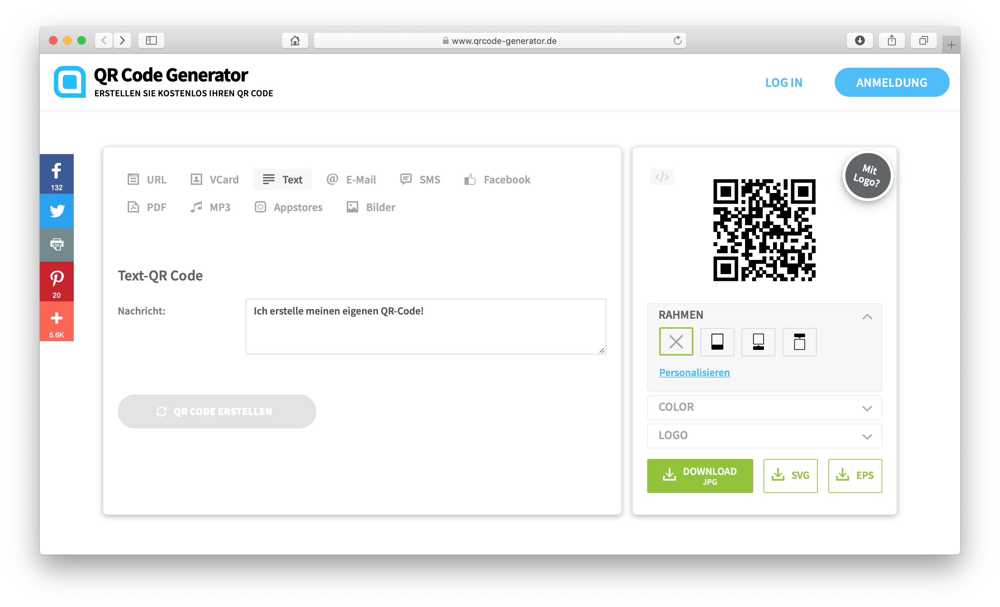 www.qrcode-generator.de
QR Code Generator
ERSTELLEN SIE KOSTENLOS IHREN QR CODE
LOG IN
ANMELDUNG
132
20
5.6K
URL
VCard
Text
E-Mail
SMS
Facebook
PDF
MP3
Appstores
Bilder
Text-QR Code
Nachricht:
Ich erstelle meinen eigenen QR-Code!
QR CODE ERSTELLEN
</>
Mit
Logo?
RAHMEN
Personalisieren
COLOR
LOGO
DOWNLOAD
JPG
SVG
EPS